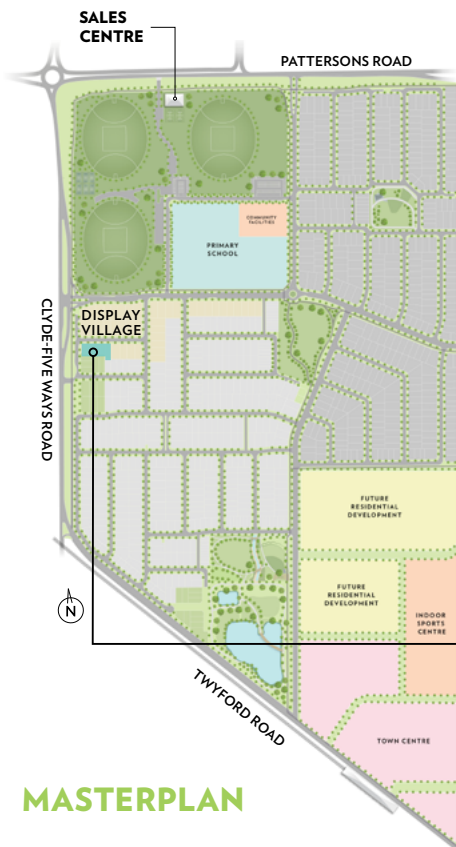 SALES
CENTRE
PATTERSONS ROAD
COMMUNITY
FACILITIES
PRIMARY
SCHOOL
CLYDE-FIVE WAYS ROAD
DISPLAY
VILLAGE
FUTURE
RESIDENTIAL
DEVELOPMENT
FUTURE
RESIDENTIAL
DEVELOPMENT
INDOOR
SPORTS
CENTRE
N
TWYFORD ROAD
TOWN CENTRE
MASTERPLAN